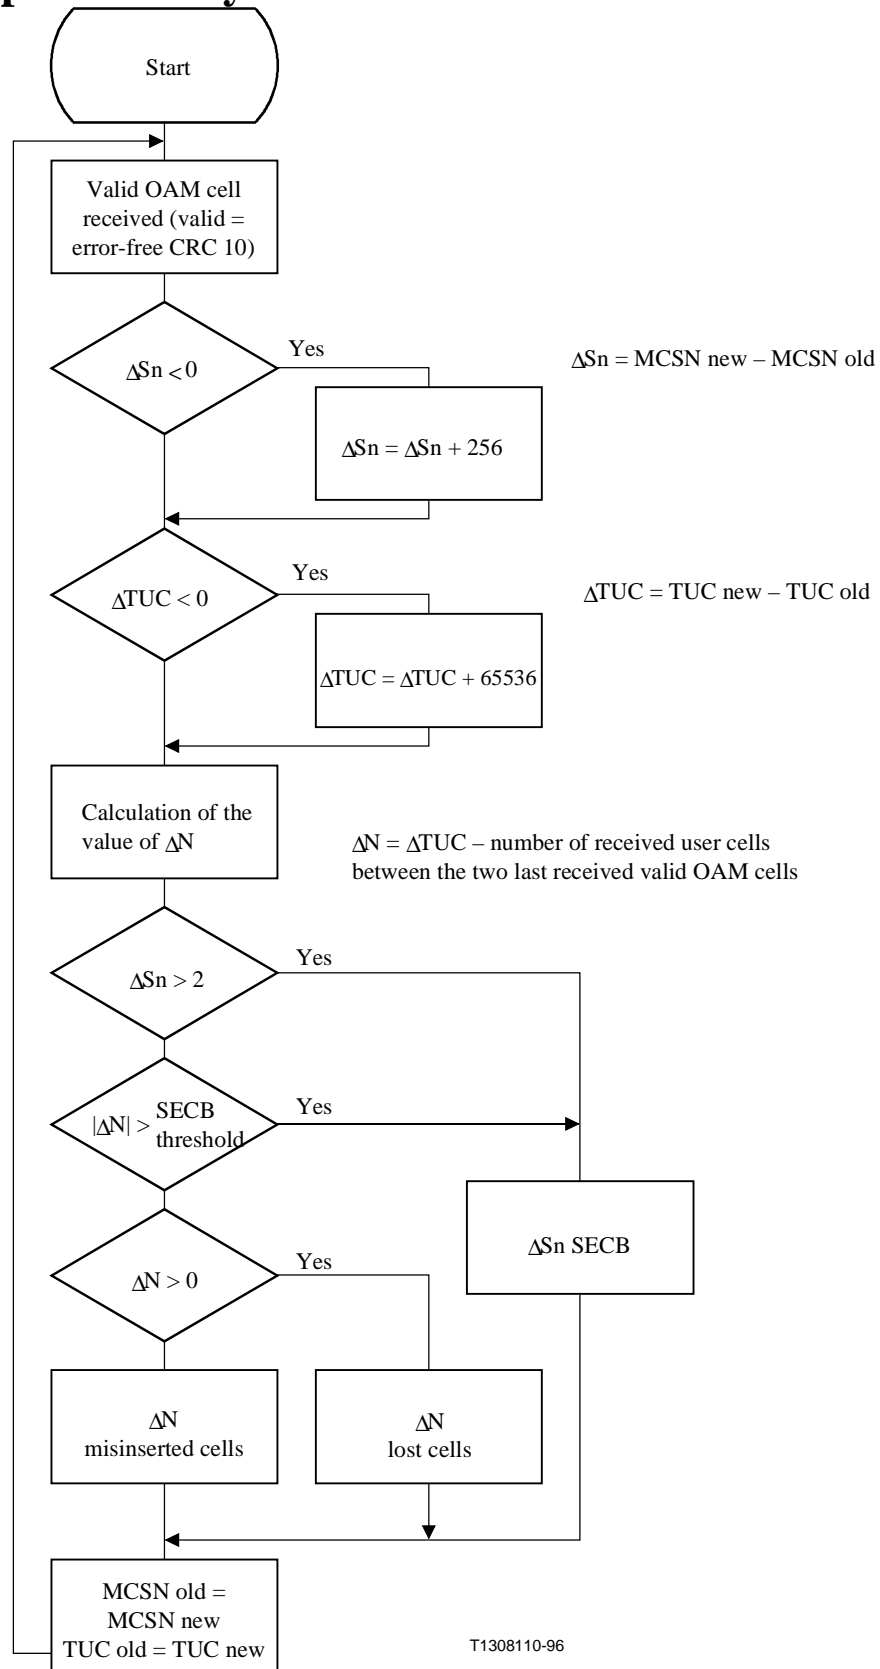 Start
Valid OAM cell
received (valid =
error-free CRC 10)
ΔSn < 0
Yes
ΔSn = MCSN new – MCSN old
ΔSn = ΔSn + 256
ΔTUC < 0
Yes
ΔTUC = TUC new – TUC old
ΔTUC = ΔTUC + 65536
Calculation of the
value of ΔN
ΔN = ΔTUC – number of received user cells
between the two last received valid OAM cells
ΔSn > 2
Yes
|ΔN| > SECB
threshold
Yes
ΔSn SECB
ΔN > 0
Yes
ΔN
misinserted cells
ΔN
lost cells
MCSN old =
MCSN new
TUC old = TUC new
T1308110-96